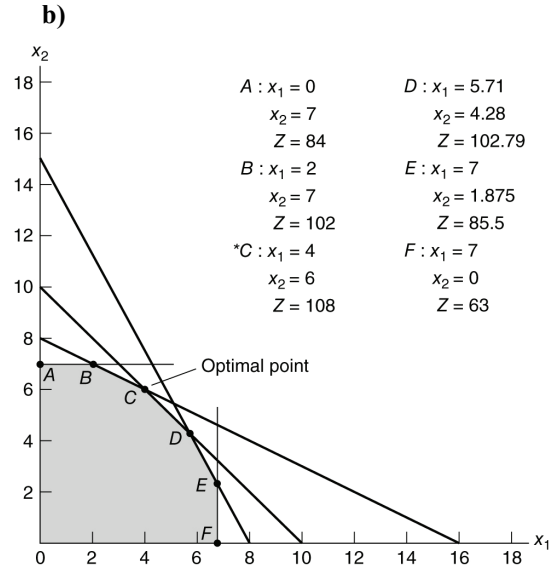 b)
x₂
18
16
14
12
10
8
6
4
2
0 2 4 6 8 10 12 14 16 18 x₁
A : x₁ = 0
x₂ = 7
Z = 84
B : x₁ = 2
x₂ = 7
Z = 102
*C : x₁ = 4
x₂ = 6
Z = 108
D : x₁ = 5.71
x₂ = 4.28
Z = 102.79
E : x₁ = 7
x₂ = 1.875
Z = 85.5
F : x₁ = 7
x₂ = 0
Z = 63
Optimal point
A
B
C
D
E
F